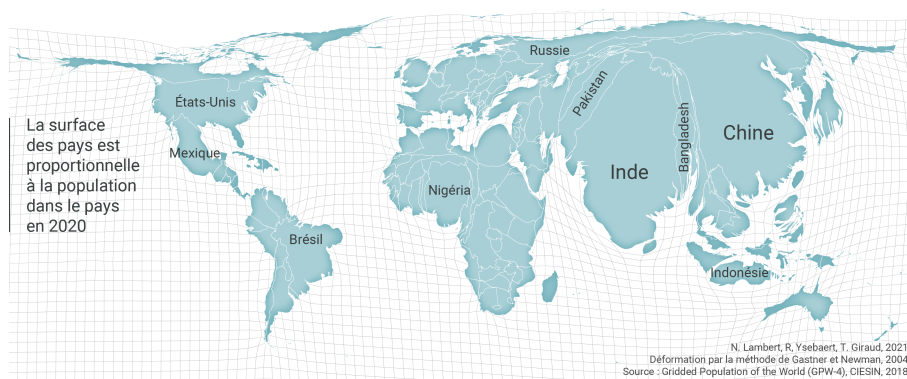 Russie
Pakistan
États-Unis
La surface
des pays est
proportionnelle
à la population
dans le pays
en 2020
Bangladesh
Chine
Mexique
Inde
Nigéria
Brésil
Indonésie
N. Lambert, R, Ysebaert, T. Giraud, 2021
Déformation par la méthode de Gastner et Newman, 2004
Source : Gridded Population of the World (GPW-4), CIESIN, 2018